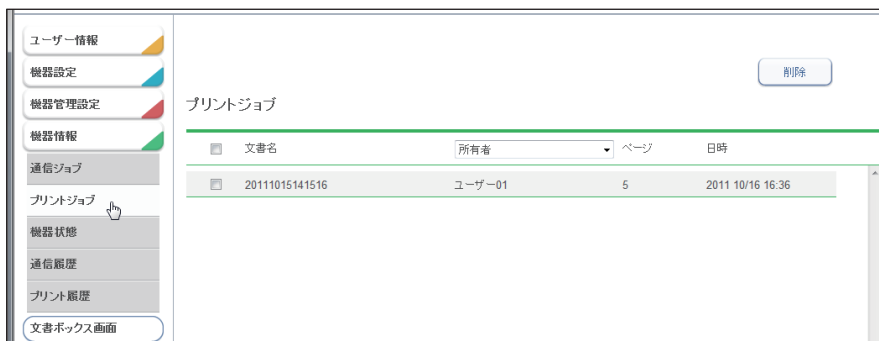 ユーザー情報
機器設定
機器管理設定
機器情報
通信ジョブ
プリントジョブ
機器状態
通信履歴
プリント履歴
文書ボックス画面
削除
プリントジョブ
文書名 所有者 ページ 日時
20111015141516 ユーザー01 5 2011 10/16 16:36